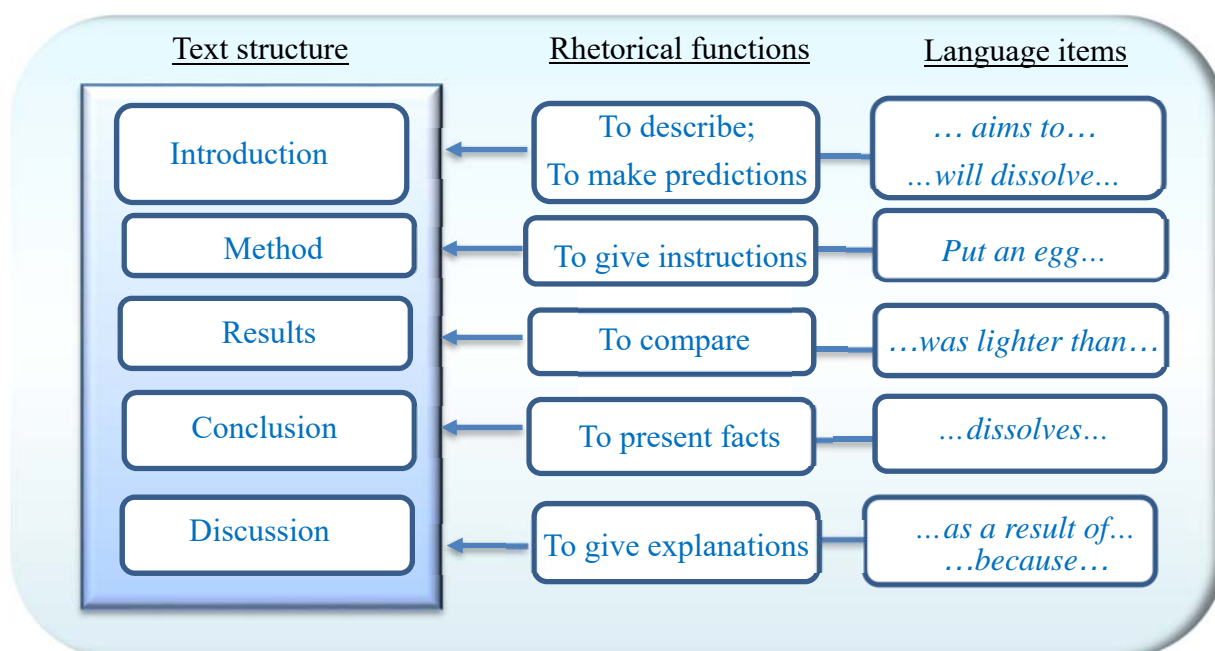 Text structure
Rhetorical functions
Language items
Introduction
To describe;
To make predictions
… aims to…
…will dissolve…
Method
To give instructions
Put an egg…
Results
To compare
…was lighter than…
Conclusion
To present facts
…dissolves…
Discussion
To give explanations
…as a result of…
…because…